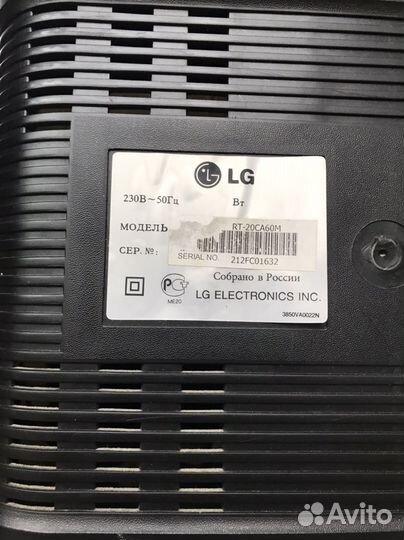 LG
230В~50Гц Вт
МОДЕЛЬ RT-20CA60M
СЕР. №: SERIAL NO. 212FC01632
Собрано в России
РСТ
МЕ20
LG ELECTRONICS INC.
3850VA0022N
Avito